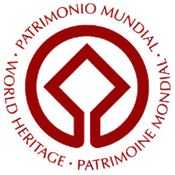 · PATRIMONIO MUNDIAL ·
WORLD HERITAGE ·
PATRIMOINE MONDIAL